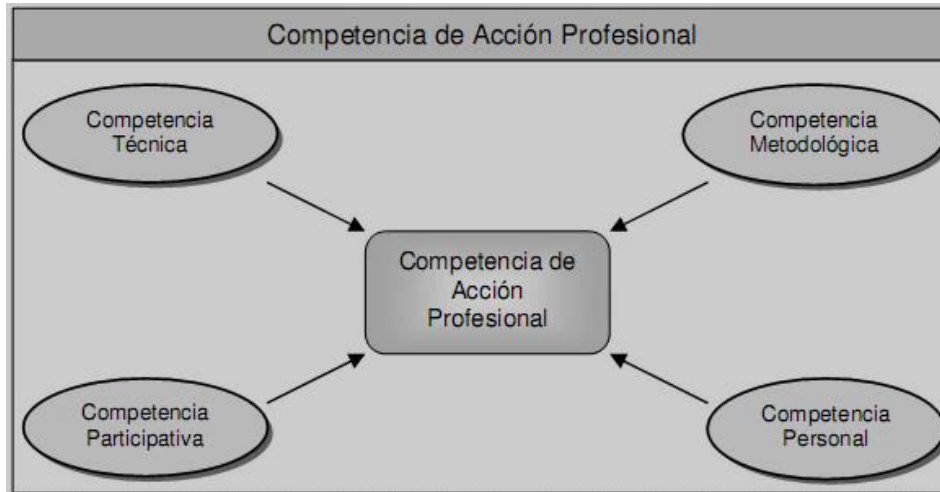 Competencia de Acción Profesional
Competencia
Técnica
Competencia
Metodológica
Competencia de
Acción
Profesional
Competencia
Participativa
Competencia
Personal